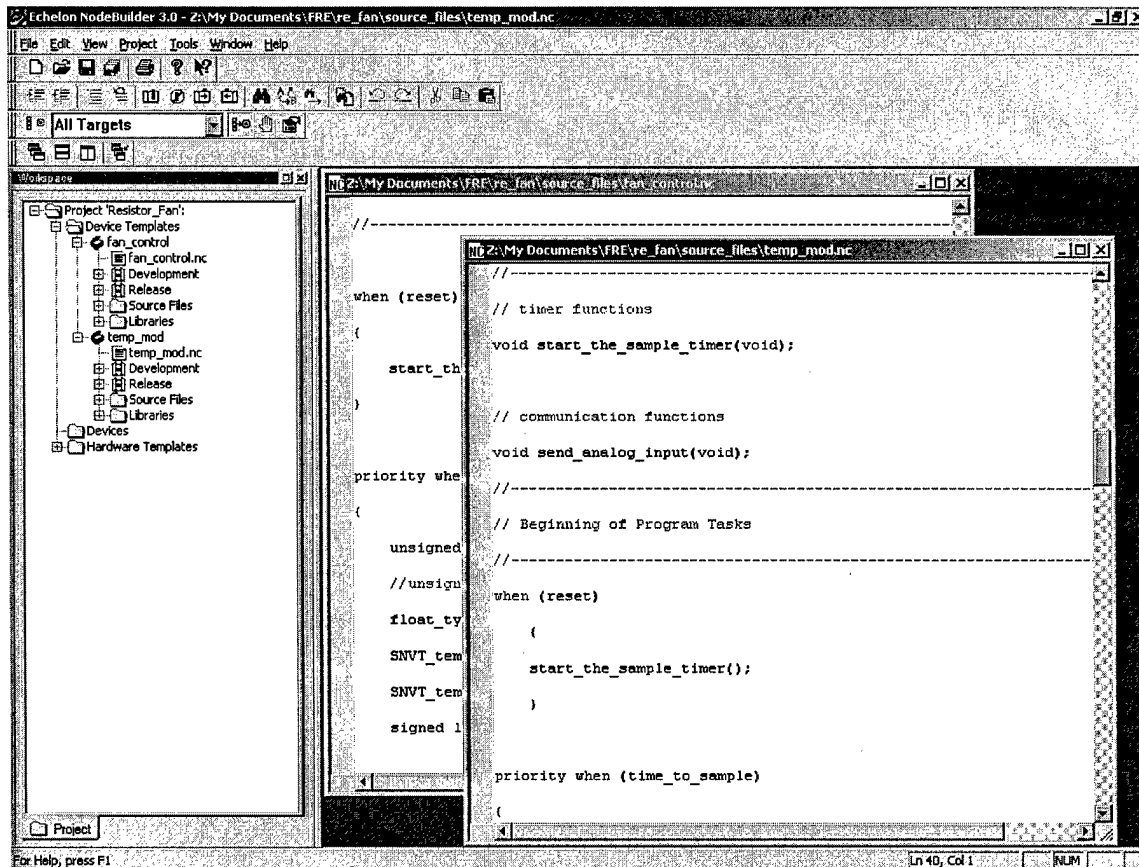 Echelon NodeBuilder 3.0 - Z:\My Documents\FRE\re_fan\source_files\temp_mod.nc
File Edit View Project Tools Window Help
All Targets
Workspace
Project 'Resistor_Fan':
Device Templates
fan_control
fan_control.nc
Development
Release
Source Files
Libraries
temp_mod
temp_mod.nc
Development
Release
Source Files
Libraries
Devices
Hardware Templates
Project
NC Z:\My Documents\FRE\re_fan\source_files\fan_control.nc
//--------------------------------------------------------------------------
when (reset)
{
start_th
}
priority whe
{
unsigned
//unsign
float_ty
SNVT_tem
SNVT_tem
signed l
NC Z:\My Documents\FRE\re_fan\source_files\temp_mod.nc
//--------------------------------------------------------------------------
// timer functions
void start_the_sample_timer(void);
// communication functions
void send_analog_input(void);
//--------------------------------------------------------------------------
// Beginning of Program Tasks
//--------------------------------------------------------------------------
when (reset)
{
start_the_sample_timer();
}
priority when (time_to_sample)
{
For Help, press F1
Ln 40, Col 1
NUM